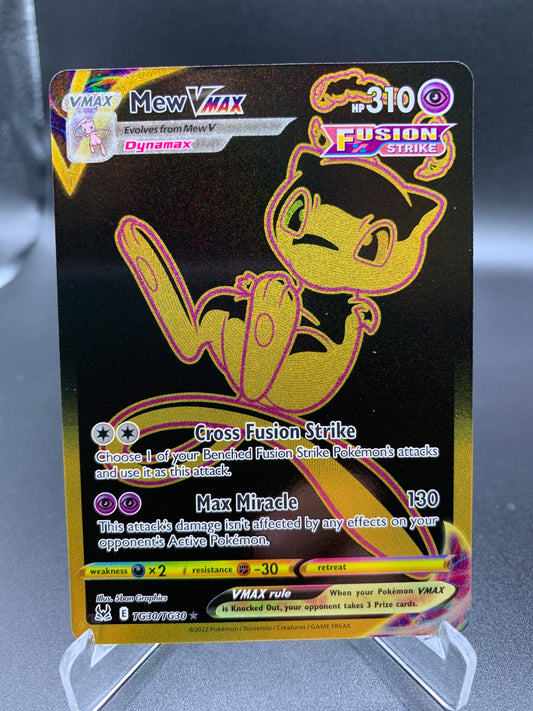 VMAX Mew VMAX HP 310
Evolves from Mew V
Dynamax
FUSION
STRIKE
Cross Fusion Strike
Choose 1 of your Benched Fusion Strike Pokémon's attacks
and use it as this attack.
Max Miracle 130
This attack's damage isn't affected by any effects on your
opponent's Active Pokémon.
weakness ×2 resistance -30 retreat
VMAX rule When your Pokémon VMAX
is Knocked Out, your opponent takes 3 Prize cards.
Illus. 5ban Graphics
E TG30/TG30 ★
©2022 Pokémon / Nintendo / Creatures / GAME FREAK